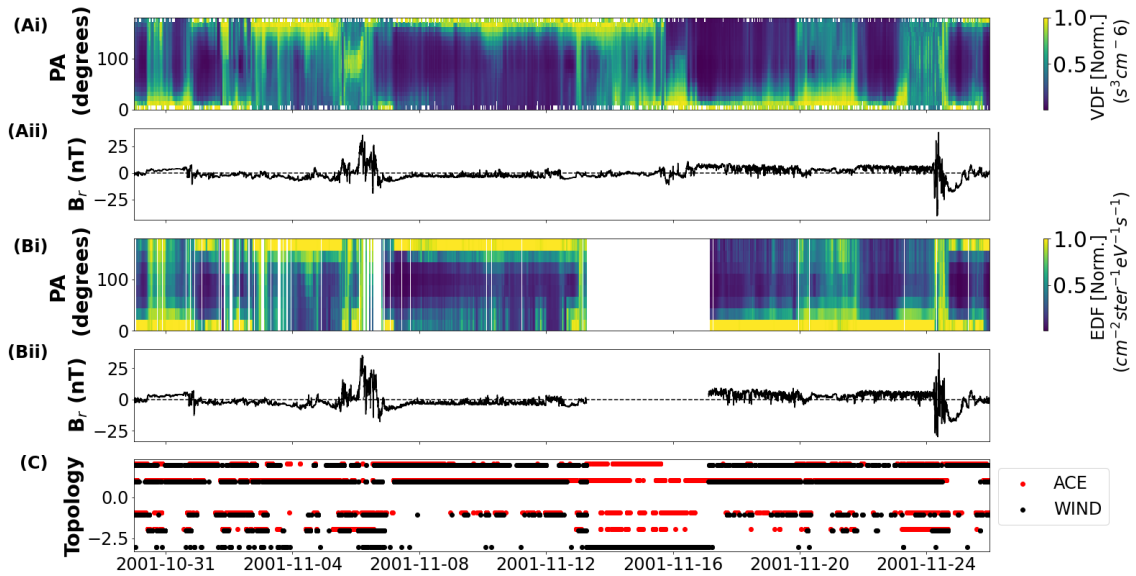 (Ai)
PA
(degrees)
100
0
1.0
0.5
VDF [Norm.]
(s³cm−6)
(Aii)
Bᵣ (nT)
25
0
−25
(Bi)
PA
(degrees)
100
0
1.0
0.5
EDF [Norm.]
(cm⁻²ster⁻¹eV⁻¹s⁻¹)
(Bii)
Bᵣ (nT)
25
0
−25
(C)
Topology
0.0
−2.5
ACE
WIND
2001-10-31 2001-11-04 2001-11-08 2001-11-12 2001-11-16 2001-11-20 2001-11-24